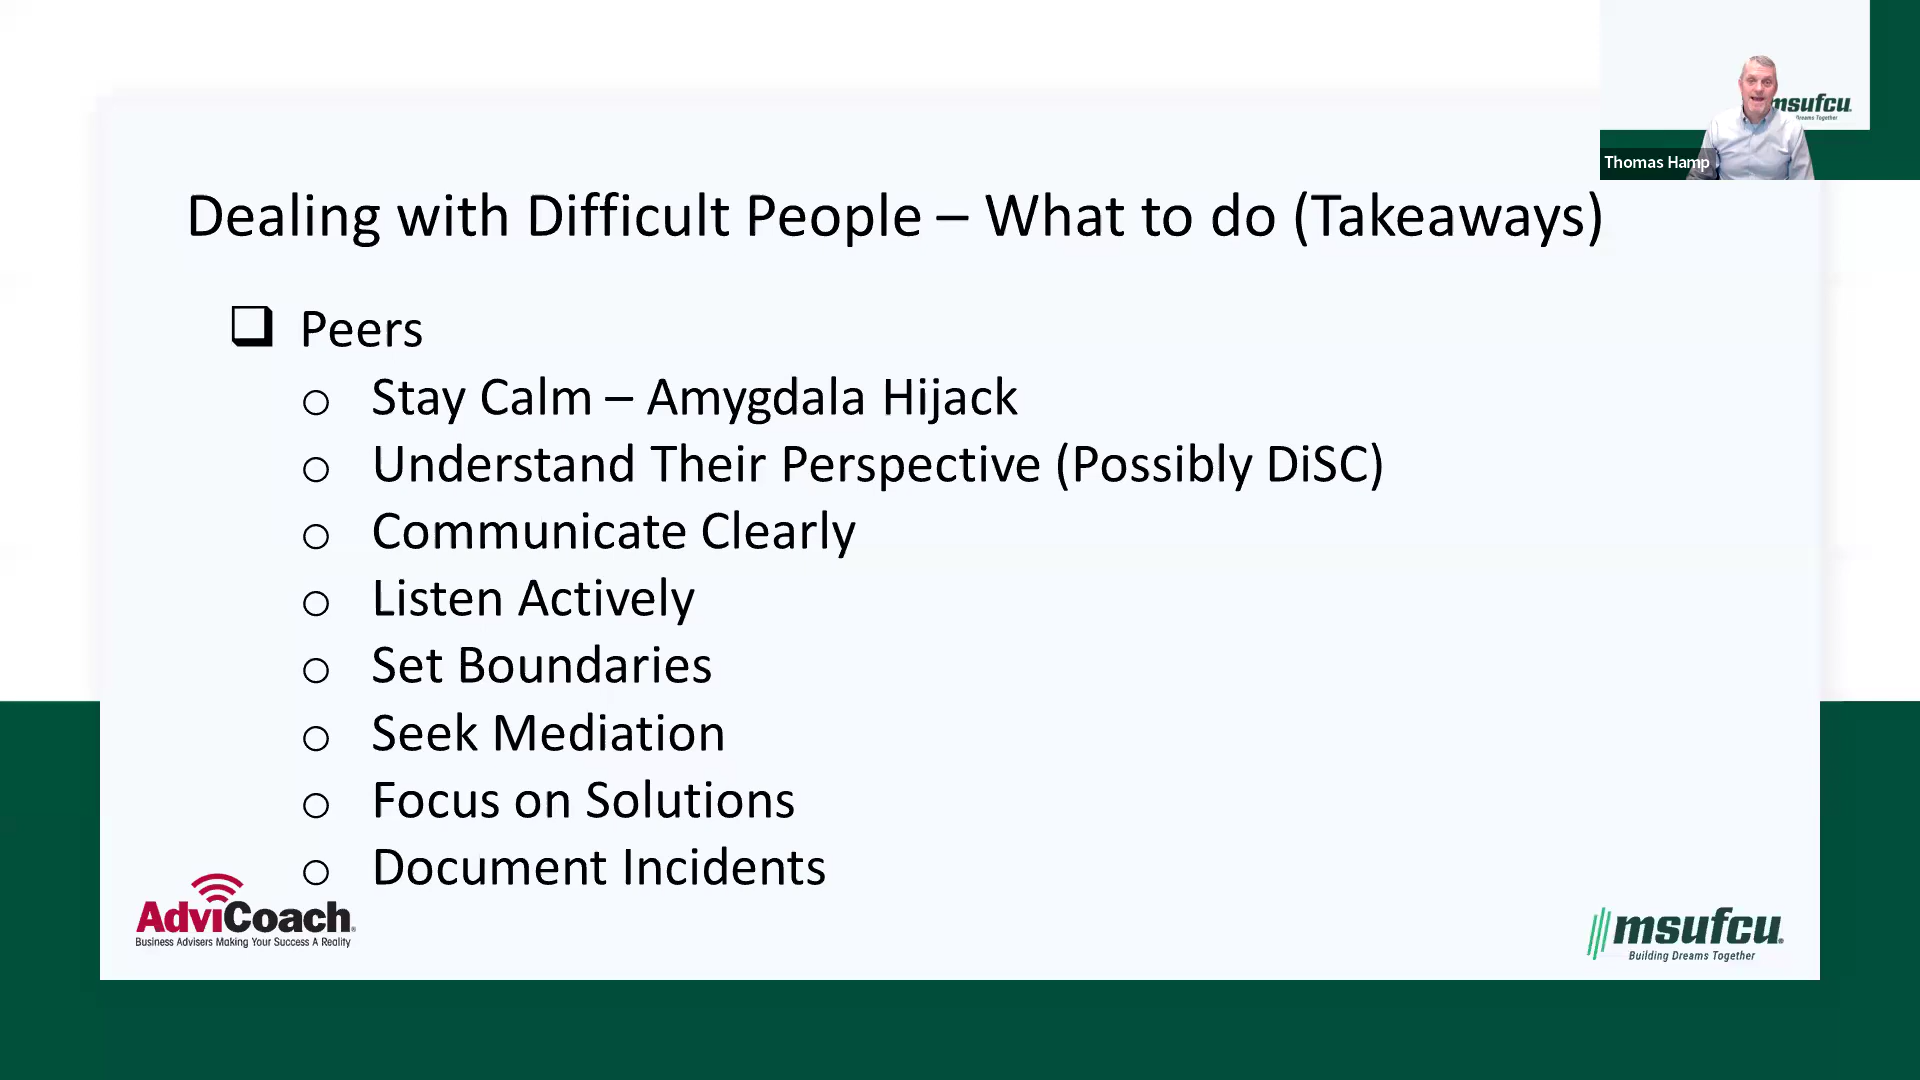 msufcu
Dreams Together
Thomas Hamp
Dealing with Difficult People – What to do (Takeaways)
Peers
o Stay Calm – Amygdala Hijack
o Understand Their Perspective (Possibly DiSC)
o Communicate Clearly
o Listen Actively
o Set Boundaries
o Seek Mediation
o Focus on Solutions
o Document Incidents
AdviCoach®
Business Advisers Making Your Success A Reality
msufcu®
Building Dreams Together